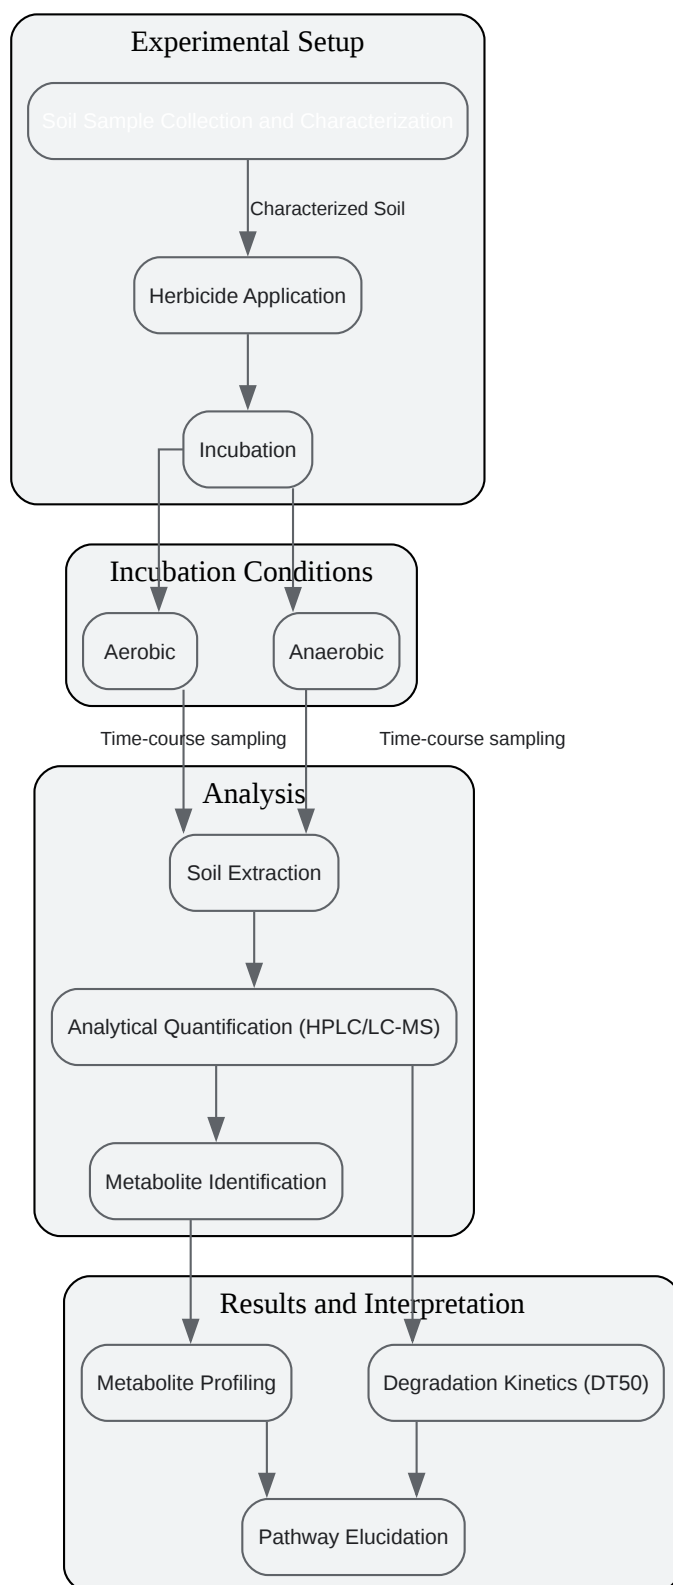 Experimental Setup
Soil Sample Collection and Characterization
Characterized Soil
Herbicide Application
Incubation
Incubation Conditions
Aerobic
Anaerobic
Time-course sampling
Time-course sampling
Analysis
Soil Extraction
Analytical Quantification (HPLC/LC-MS)
Metabolite Identification
Results and Interpretation
Metabolite Profiling
Degradation Kinetics (DT50)
Pathway Elucidation